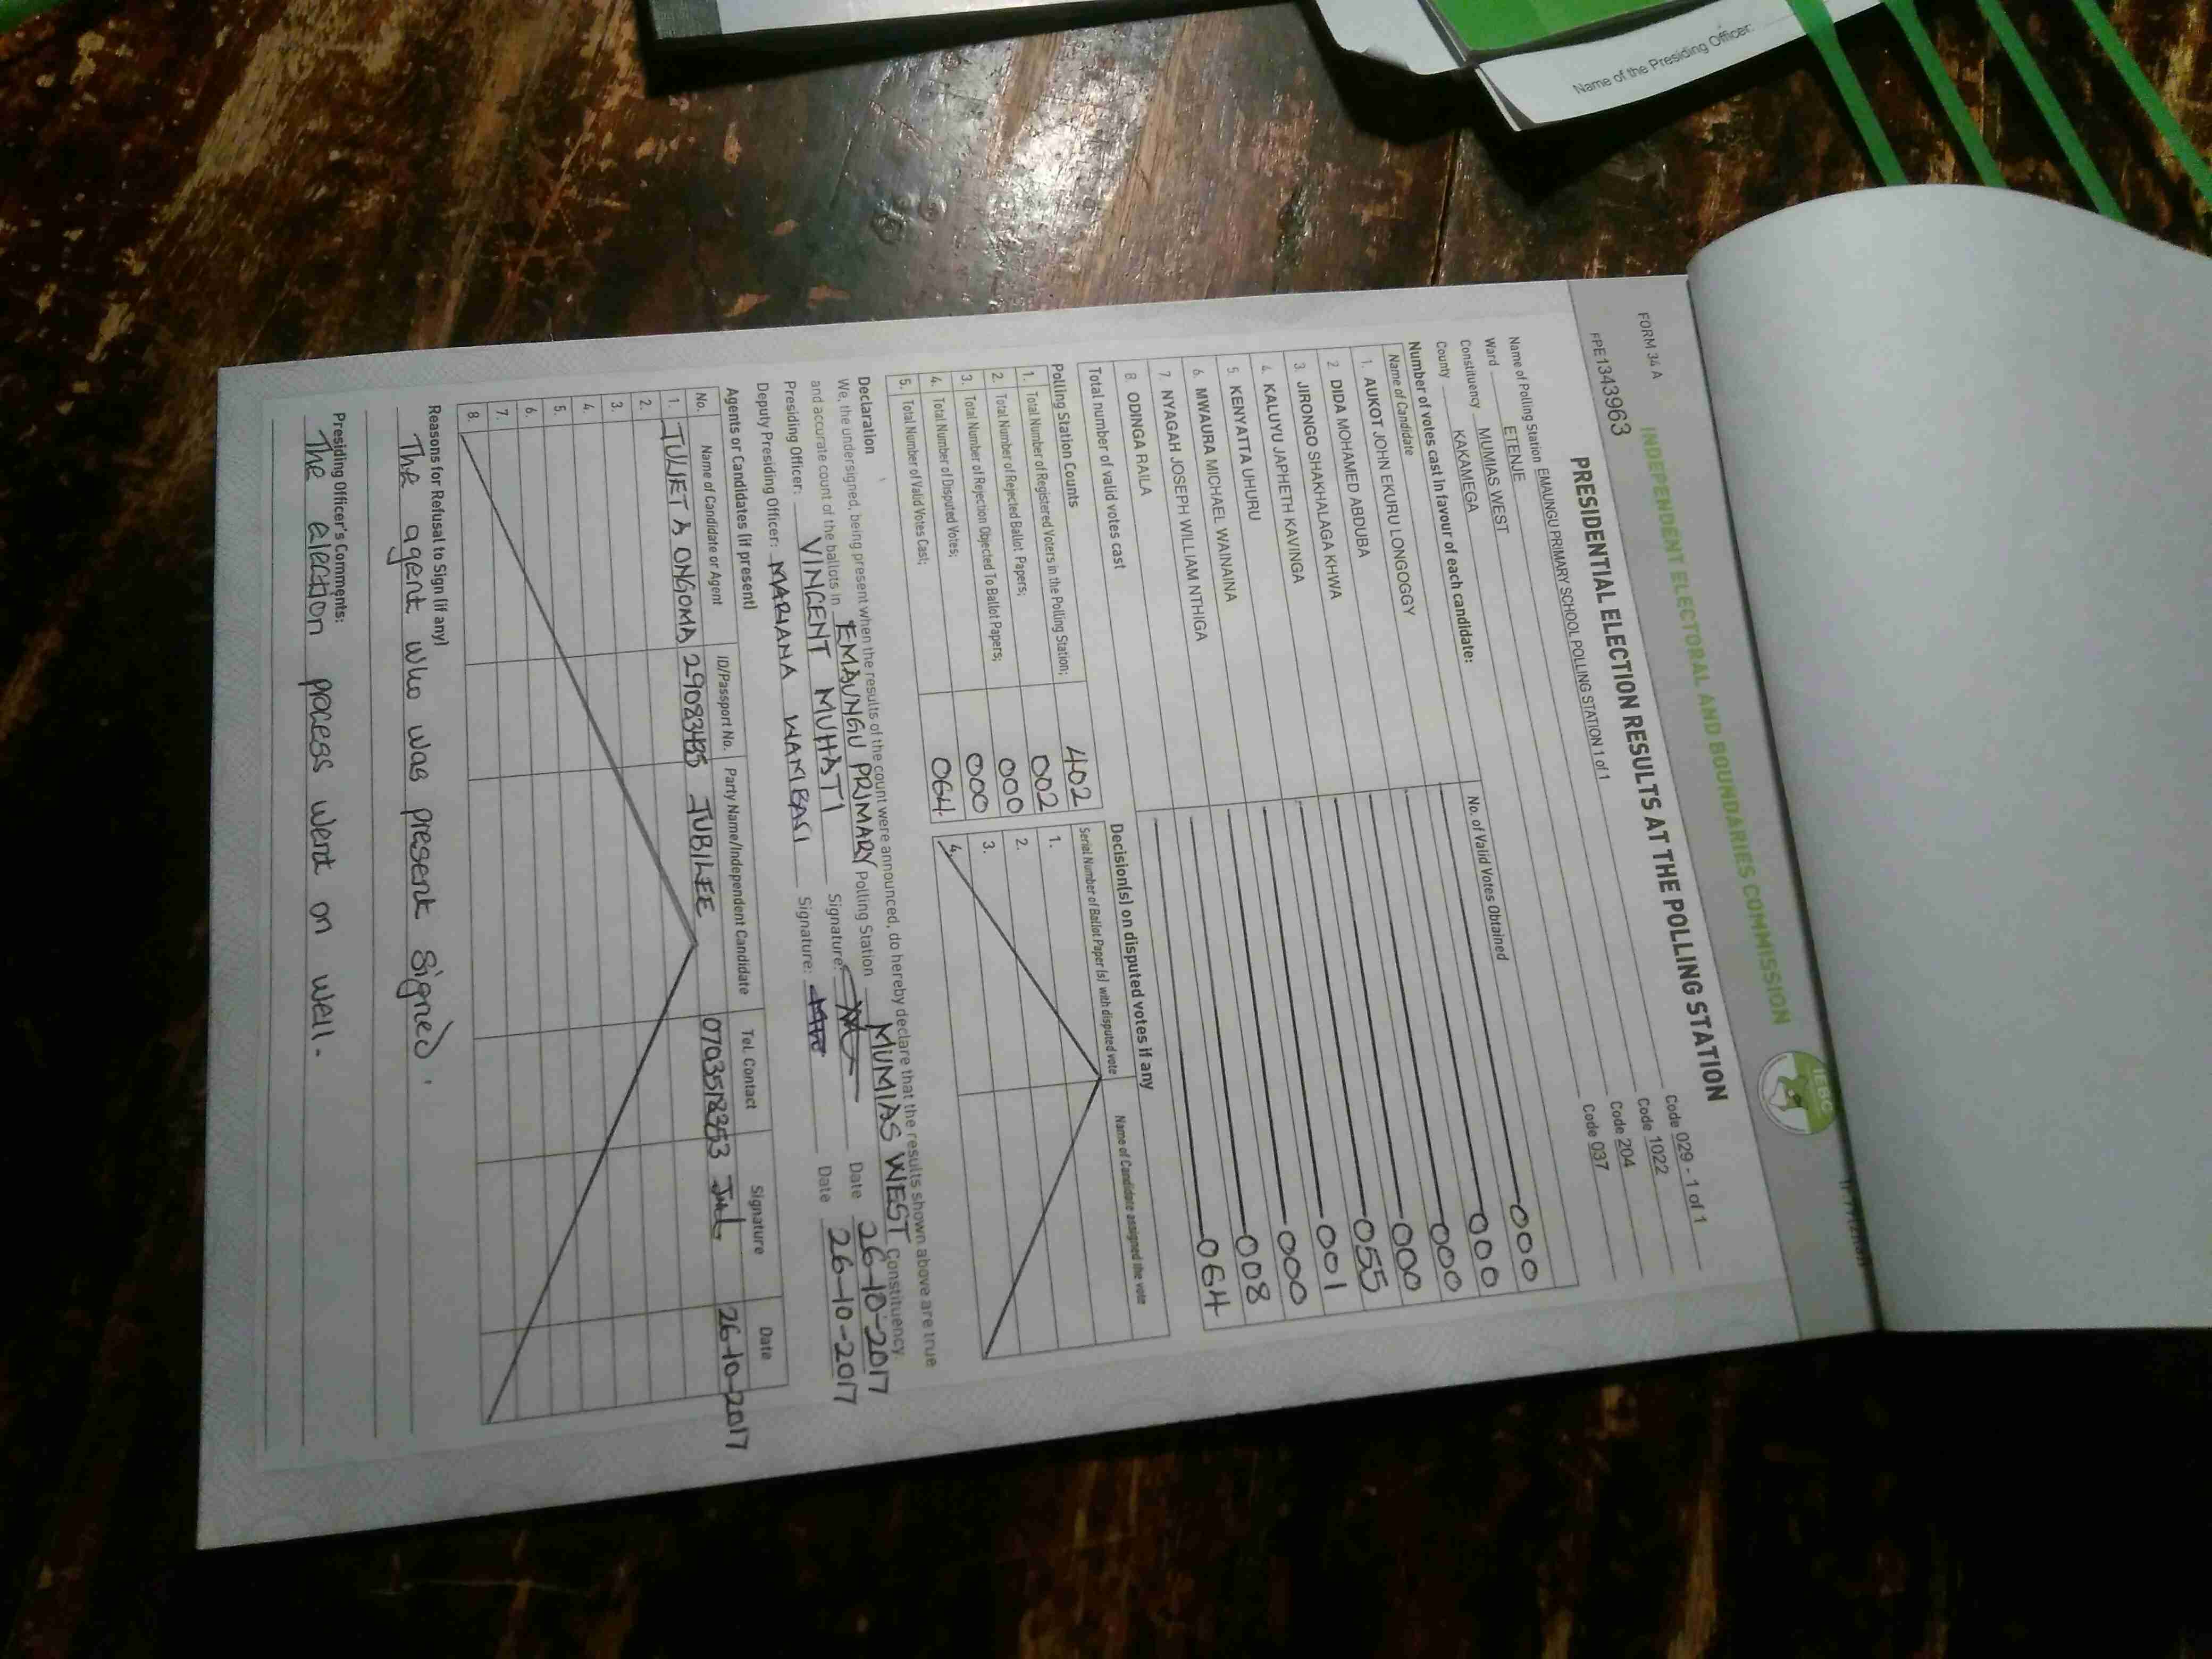 Name of the Presiding Officer:
FORM 34 A
INDEPENDENT ELECTORAL AND BOUNDARIES COMMISSION
IEBC
PRESIDENTIAL ELECTION RESULTS AT THE POLLING STATION
FPE1343963
Name of Polling Station EMAUNGU PRIMARY SCHOOL POLLING STATION 1 of 1 Code 029 - 1 of 1
Ward ETENJE Code 1022
Constituency MUMIAS WEST Code 204
County KAKAMEGA Code 037
Number of votes cast in favour of each candidate:
Name of Candidate No. of Valid Votes Obtained
1. AUKOT JOHN EKURU LONGOGGY 000
2 DIDA MOHAMED ABDUBA 000
3. JIRONGO SHAKHALAGA KHWA 000
4. KALUYU JAPHETH KAVINGA 000
5. KENYATTA UHURU 055
6. MWAURA MICHAEL WAINAINA 001
7. NYAGAH JOSEPH WILLIAM NTHIGA 000
8. ODINGA RAILA 008
Total number of valid votes cast 064
Polling Station Counts
1. Total Number of Registered Voters in the Polling Station; 402
2. Total Number of Rejected Ballot Papers; 002
3. Total Number of Rejection Objected To Ballot Papers; 000
4. Total Number of Disputed Votes; 000
5. Total Number of Valid Votes Cast; 064
Decision(s) on disputed votes if any
Serial Number of Ballot Paper (s) with disputed vote Name of Candidate assigned the vote
1.
2.
3.
4.
Declaration
We, the undersigned, being present when the results of the count were announced, do hereby declare that the results shown above are true
and accurate count of the ballots in EMAUNGU PRIMARY Polling Station MUMIAS WEST Constituency.
Presiding Officer: VINCENT MUHATI Signature: Date 26-10-2017
Deputy Presiding Officer: MARIANA WAMBASI Signature: Date 26-10-2017
Agents or Candidates (if present)
No. Name of Candidate or Agent ID/Passport No. Party Name/Independent Candidate Tel. Contact Signature Date
1. JULIET A ONGOMA 29083485 JUBILEE 0703518353 26-10-2017
2.
3.
4.
5.
6.
7.
8.
Reasons for Refusal to Sign (if any)
The agent who was present signed.
Presiding Officer's Comments:
The election process went on well.